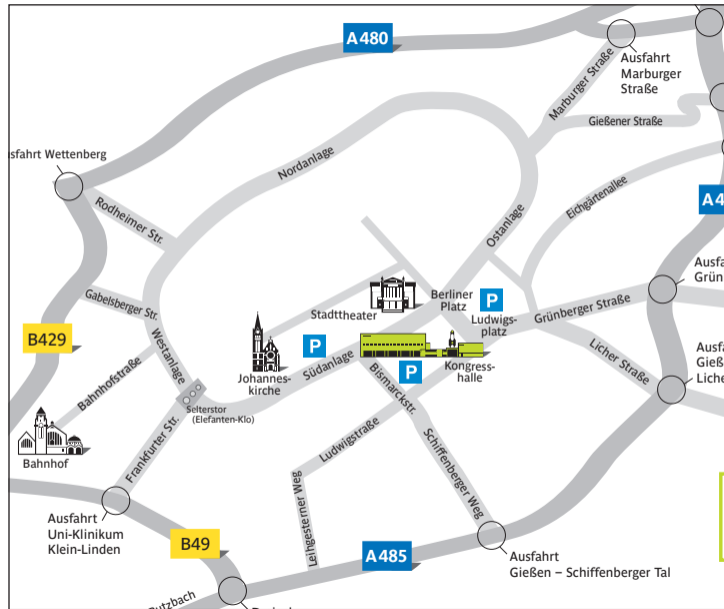 A480
Ausfahrt
Marburger
Straße
Marburger Straße
Gießener Straße
sfahrt Wettenberg
Nordanlage
Rodheimer Str.
Eichgärtenallee
A4
Ostanlage
Ausfa
Grün
Gabelsberger Str.
Stadttheater
Berliner
Platz
P
Ludwigs-
platz
Grünberger Straße
B429
Westanlage
Bahnhofstraße
Johannes-
kirche
P
Südanlage
P
Bismarckstr.
Kongress-
halle
Licher Straße
Ausfa
Gieß
Liche
Selterstor
(Elefanten-Klo)
Bahnhof
Frankfurter Str.
Ludwigstraße
Schiffenberger Weg
Leihgesterner Weg
Ausfahrt
Uni-Klinikum
Klein-Linden
B49
A485
Ausfahrt
Gießen – Schiffenberger Tal
utzbach